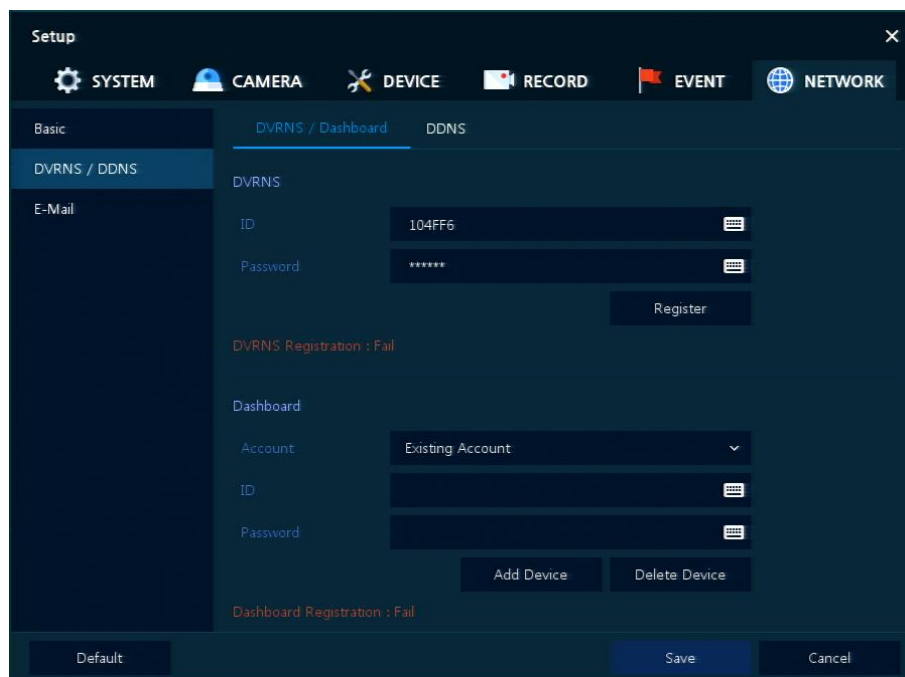 Setup
SYSTEM CAMERA DEVICE RECORD EVENT NETWORK
Basic
DVRNS / DDNS
E-Mail
DVRNS / Dashboard DDNS
DVRNS
ID 104FF6
Password ******
Register
DVRNS Registration : Fail
Dashboard
Account Existing Account
ID
Password
Add Device Delete Device
Dashboard Registration : Fail
Default Save Cancel